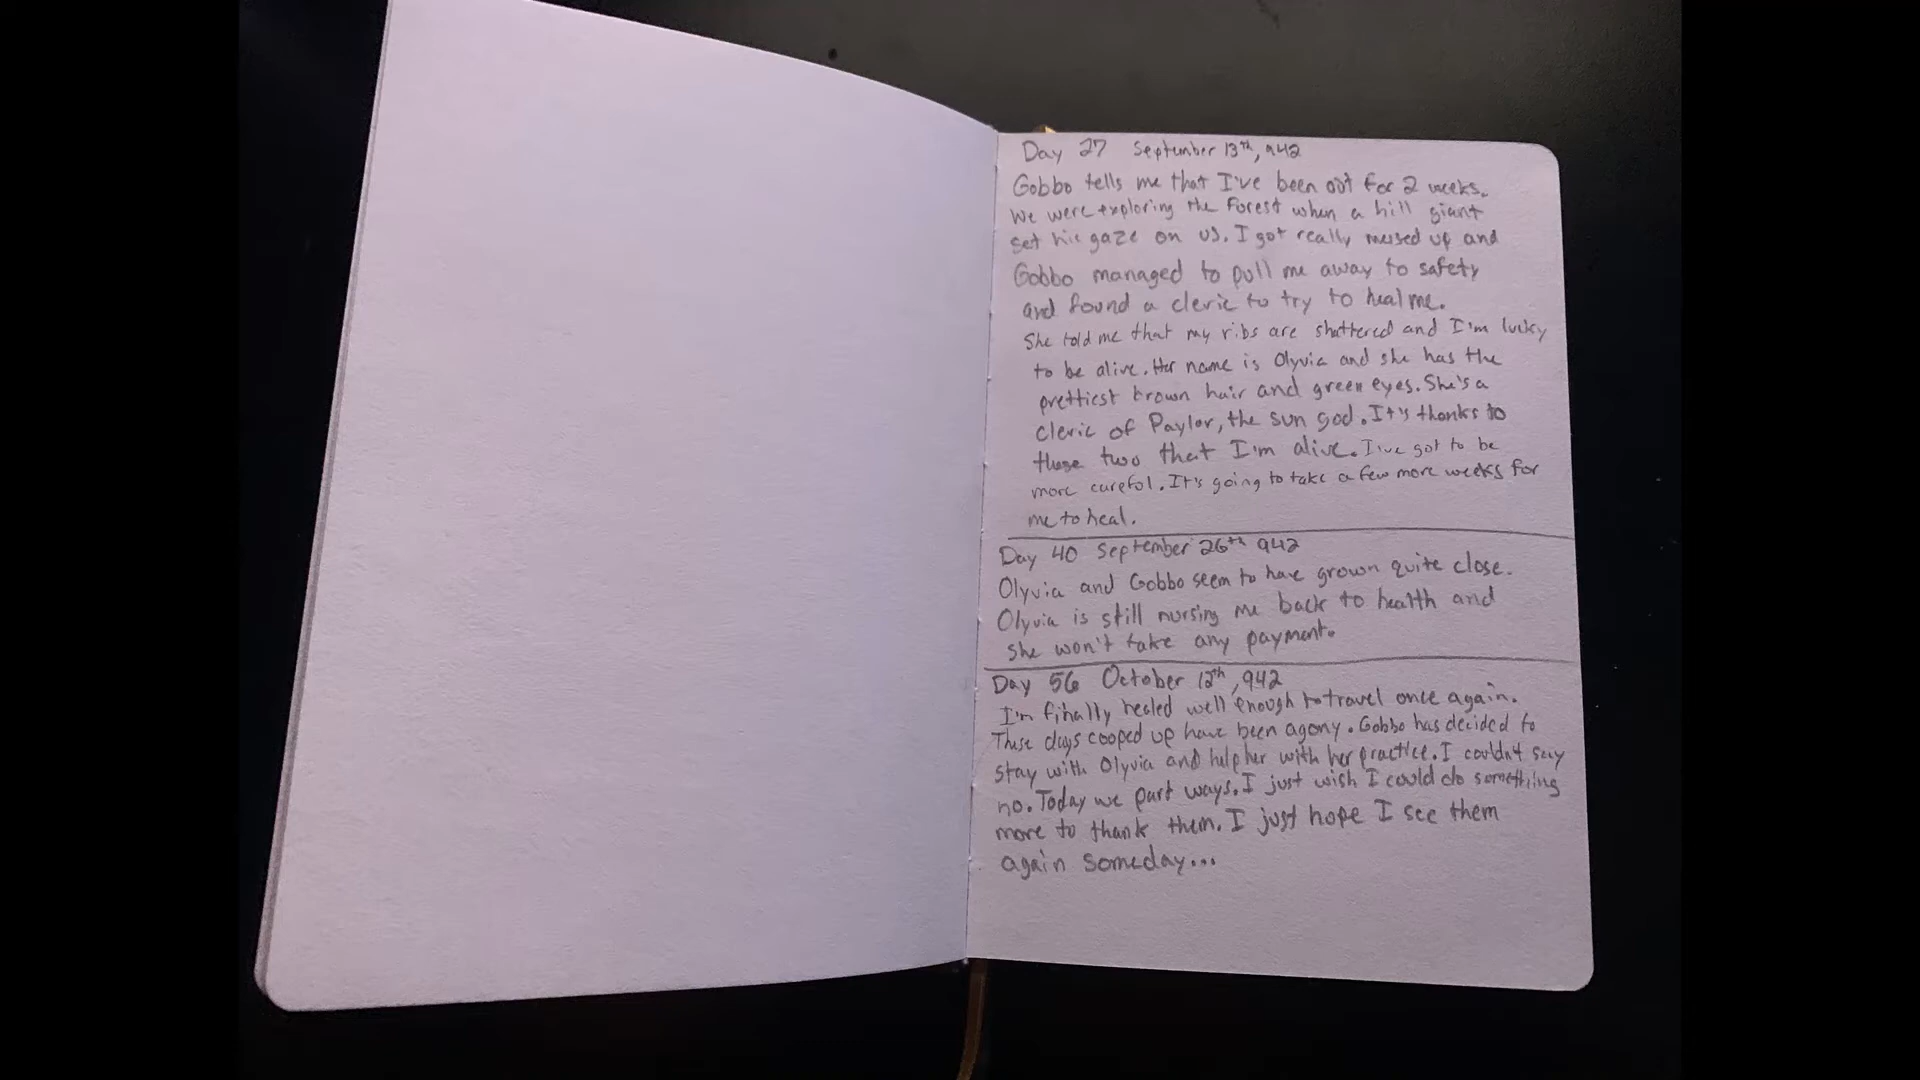 Day 27 September 13th, 942
Gobbo tells me that I've been out for 2 weeks.
We were exploring the Forest when a hill giant
set his gaze on us. I got really messed up and
Gobbo managed to pull me away to safety
and found a cleric to try to heal me.
She told me that my ribs are shattered and I'm lucky
to be alive. Her name is Olyvia and she has the
prettiest brown hair and green eyes. She's a
cleric of Paylor, the sun god. It's thanks to
these two that I'm alive. I've got to be
more careful. It's going to take a few more weeks for
me to heal.
Day 40 September 26th 942
Olyvia and Gobbo seem to have grown quite close.
Olyvia is still nursing me back to health and
she won't take any payment.
Day 56 October 12th, 942
I'm finally healed well enough to travel once again.
These days cooped up have been agony. Gobbo has decided to
stay with Olyvia and help her with her practice. I couldn't say
no. Today we part ways. I just wish I could do something
more to thank them. I just hope I see them
again someday...